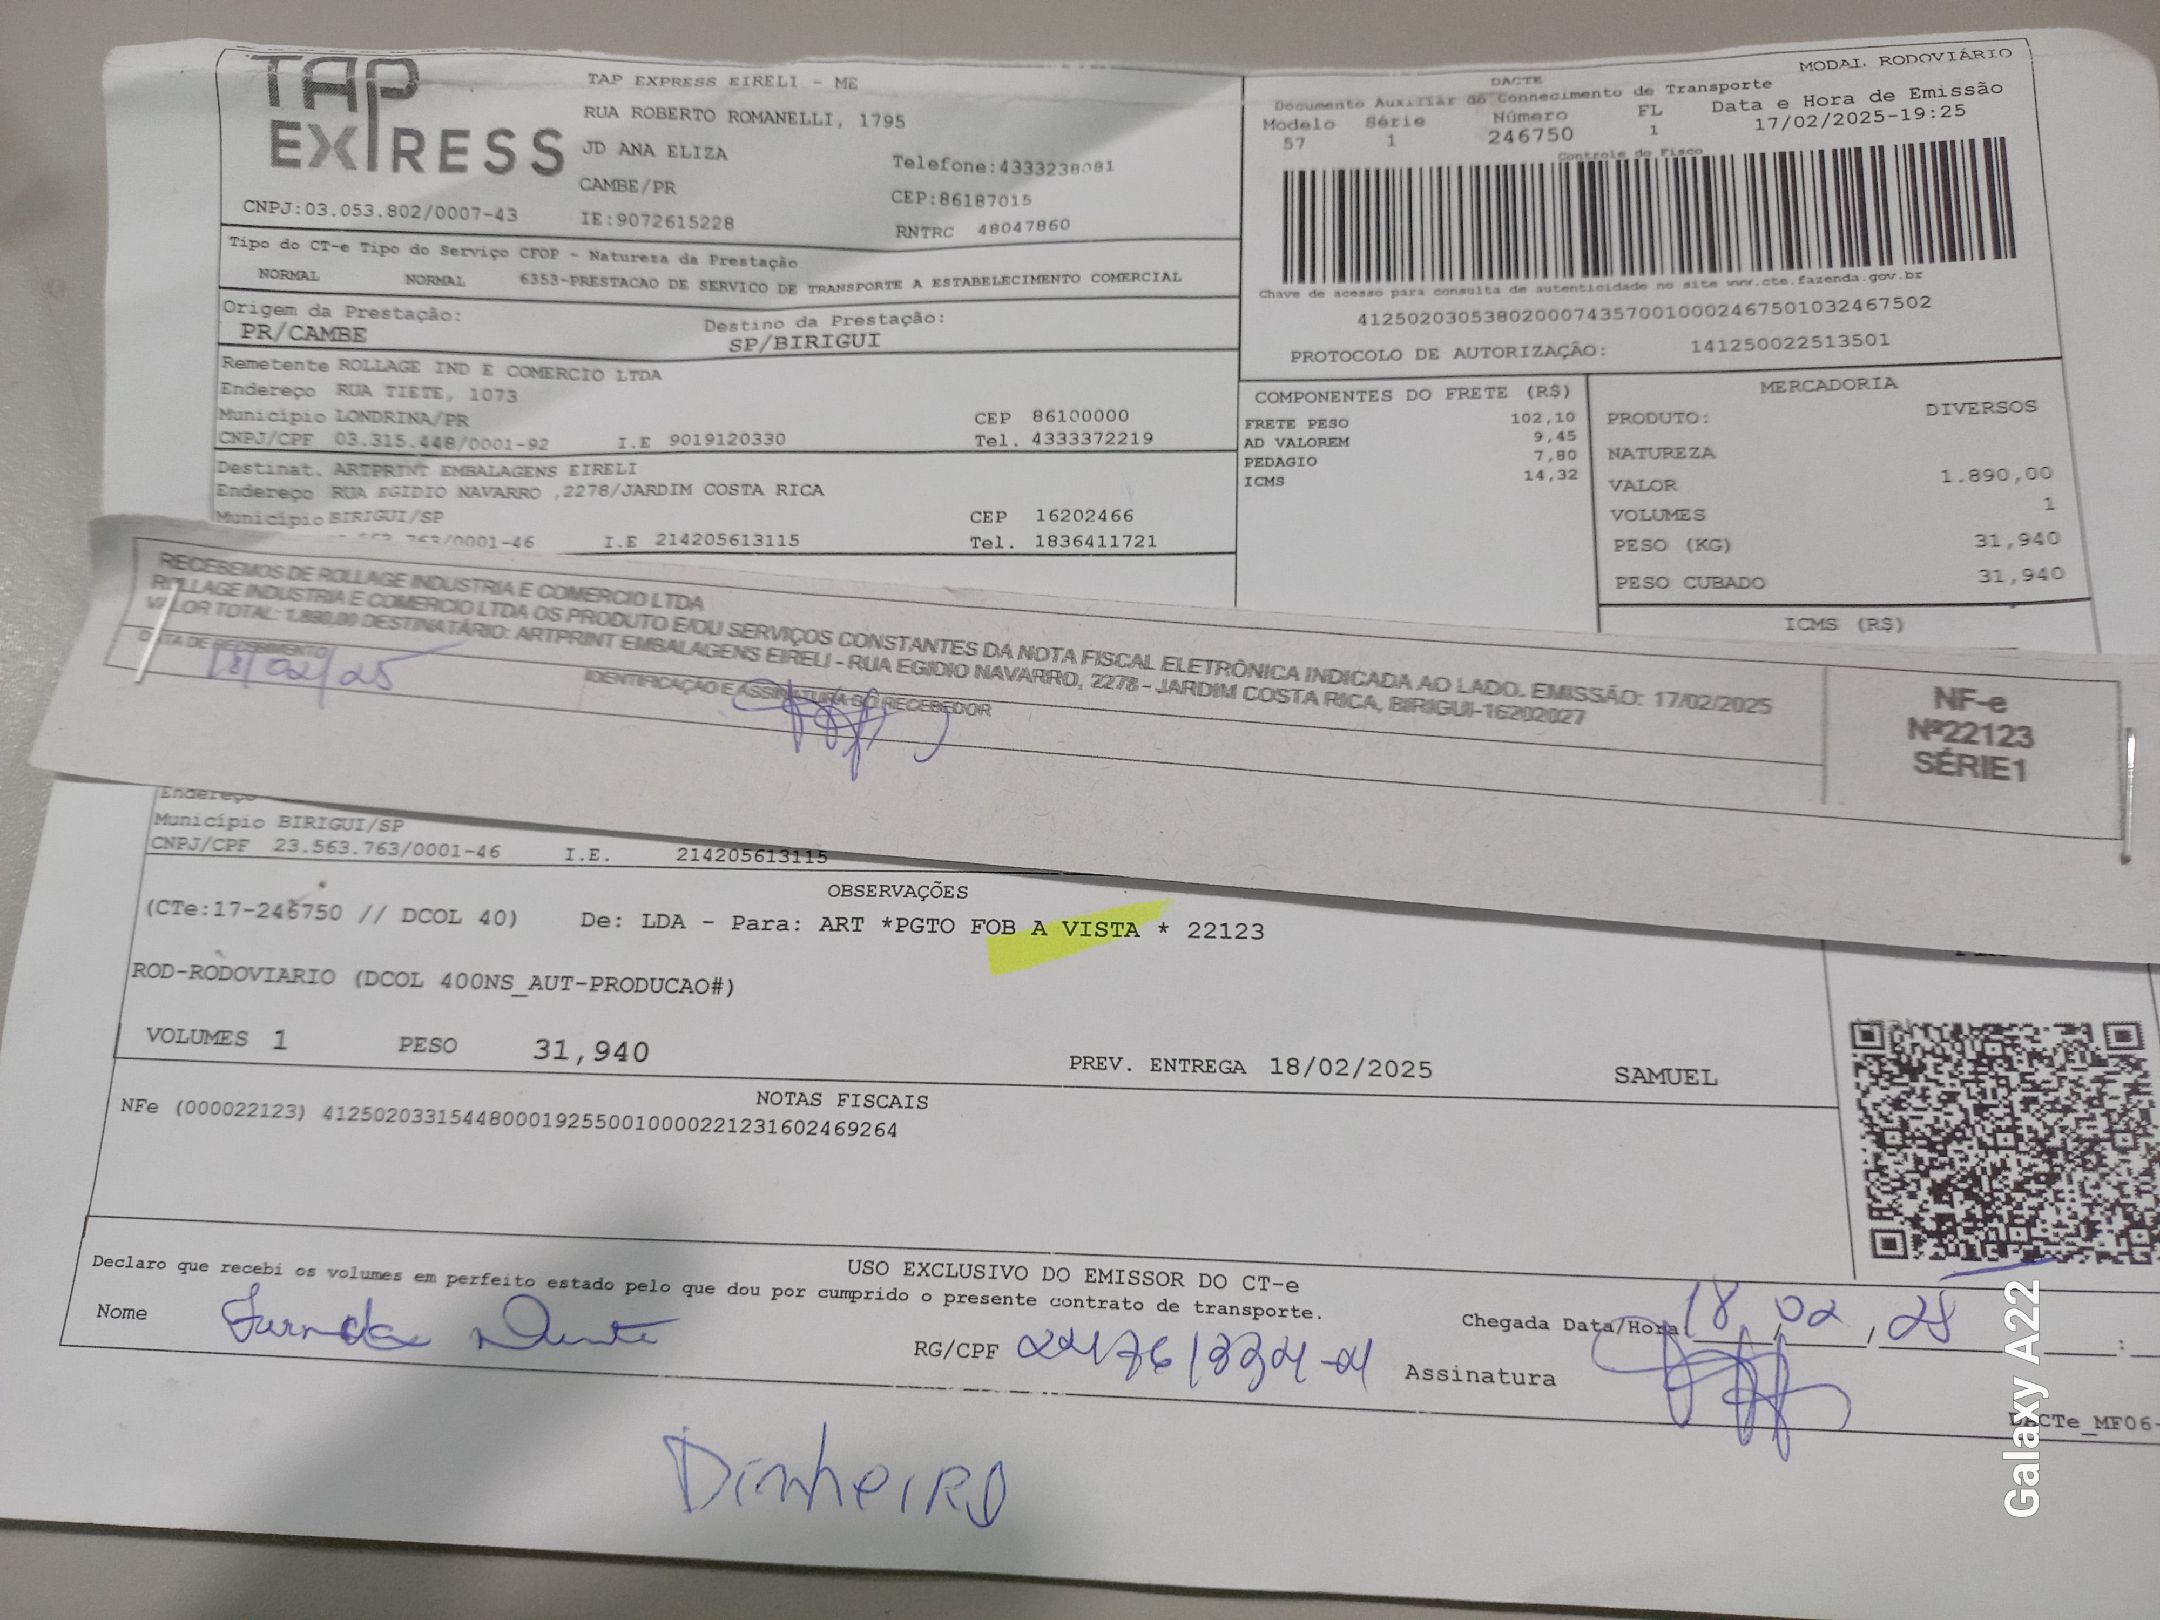 TAP EXPRESS
TAP EXPRESS EIRELI - ME
RUA ROBERTO ROMANELLI, 1795
JD ANA ELIZA
Telefone:4333238081
CAMBE/PR
CEP:86187015
CNPJ:03.053.802/0007-43
IE:9072615228
RNTRC 48047860
MODAL RODOVIÁRIO
DACTE
Documento Auxiliar do Connecimento de Transporte
Modelo Série Número FL Data e Hora de Emissão
57 1 246750 1 17/02/2025-19:25
Controle do Fisco
Chave de acesso para consulta de autenticidade no site www.cte.fazenda.gov.br
41250203053802000743570010002467501032467502
PROTOCOLO DE AUTORIZAÇÃO: 141250022513501
Tipo do CT-e Tipo do Serviço CFOP - Natureza da Prestação
NORMAL NORMAL 6353-PRESTACAO DE SERVICO DE TRANSPORTE A ESTABELECIMENTO COMERCIAL
Origem da Prestação: Destino da Prestação:
PR/CAMBE SP/BIRIGUI
Remetente ROLLAGE IND E COMERCIO LTDA
Endereço RUA TIETE, 1073
Município LONDRINA/PR CEP 86100000
CNPJ/CPF 03.315.448/0001-92 I.E 9019120330 Tel. 4333372219
Destinat. ARTPRINT EMBALAGENS EIRELI
Endereço RUA EGIDIO NAVARRO ,2278/JARDIM COSTA RICA
Município BIRIGUI/SP CEP 16202466
763/0001-46 I.E 214205613115 Tel. 1836411721
COMPONENTES DO FRETE (R$)
FRETE PESO 102,10
AD VALOREM 9,45
PEDAGIO 7,80
ICMS 14,32
MERCADORIA
PRODUTO: DIVERSOS
NATUREZA
VALOR 1.890,00
VOLUMES 1
PESO (KG) 31,940
PESO CUBADO 31,940
ICMS (R$)
RECEBEMOS DE ROLLAGE INDUSTRIA E COMERCIO LTDA
ROLLAGE INDUSTRIA E COMERCIO LTDA OS PRODUTO E/OU SERVIÇOS CONSTANTES DA NOTA FISCAL ELETRÔNICA INDICADA AO LADO. EMISSÃO: 17/02/2025
VALOR TOTAL: 1.890,00 DESTINATÁRIO: ARTPRINT EMBALAGENS EIRELI - RUA EGIDIO NAVARRO, 2278 - JARDIM COSTA RICA, BIRIGUI-16202027
DATA DE RECEBIMENTO
18/02/25
IDENTIFICAÇÃO E ASSINATURA DO RECEBEDOR
NF-e
Nº22123
SÉRIE1
Endereço
Município BIRIGUI/SP
CNPJ/CPF 23.563.763/0001-46 I.E. 214205613115
OBSERVAÇÕES
(CTe:17-246750 // DCOL 40) De: LDA - Para: ART *PGTO FOB A VISTA * 22123
ROD-RODOVIARIO (DCOL 400NS_AUT-PRODUCAO#)
VOLUMES 1 PESO 31,940 PREV. ENTREGA 18/02/2025 SAMUEL
NOTAS FISCAIS
NFe (000022123) 41250203315448000192550010000221231602469264
USO EXCLUSIVO DO EMISSOR DO CT-e
Declaro que recebi os volumes em perfeito estado pelo que dou por cumprido o presente contrato de transporte.
Nome
RG/CPF
Chegada Data/Hora 18/02/25 :
Assinatura
DACTe_MF06-
DinheiRO
Galaxy A22